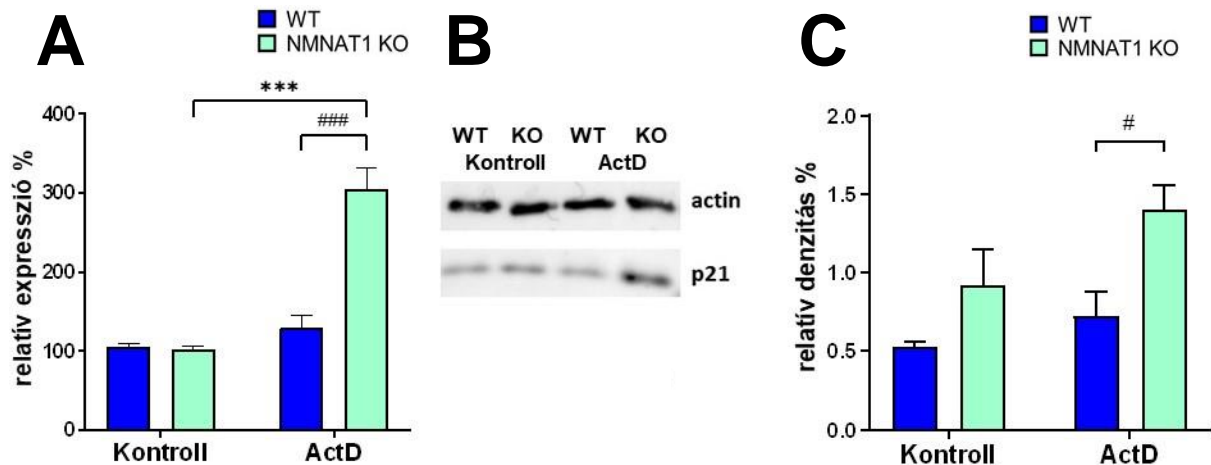 A
WT
NMNAT1 KO
***
###
relatív expresszió %
400
300
200
100
0
Kontroll ActD
B
WT KO WT KO
Kontroll ActD
actin
p21
C
WT
NMNAT1 KO
#
relatív denzitás %
2.0
1.5
1.0
0.5
0.0
Kontroll ActD